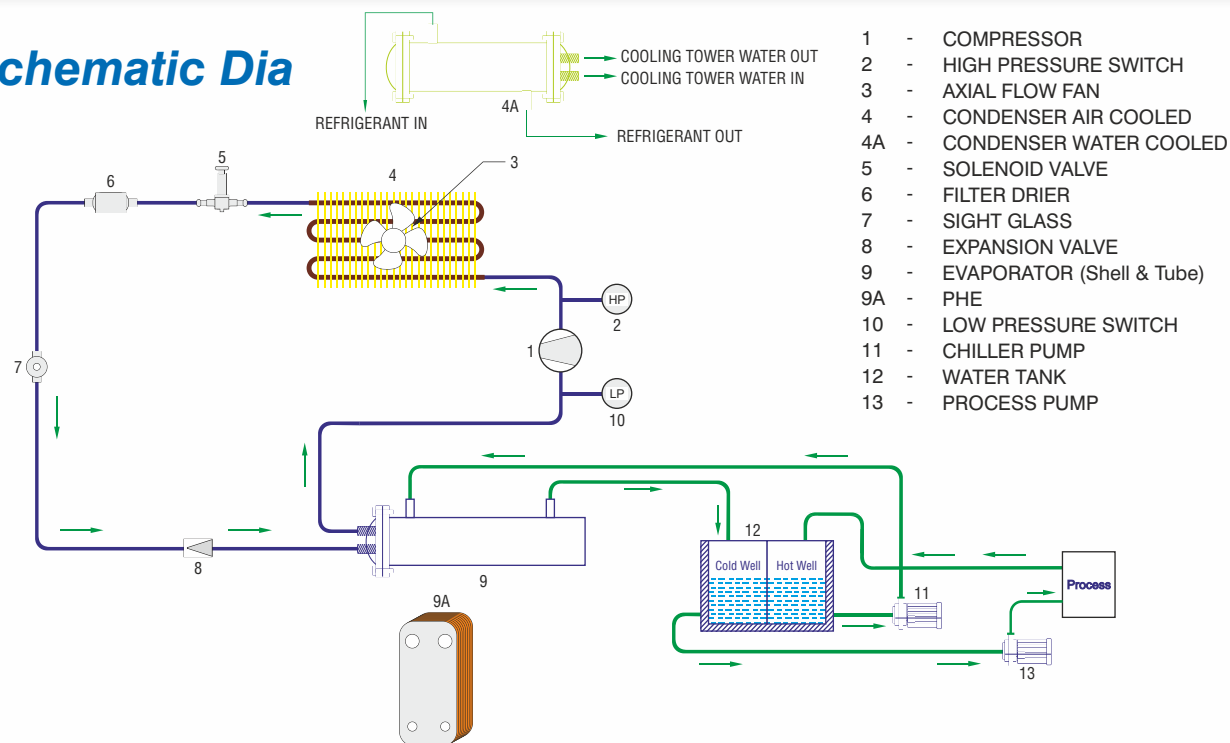 chematic Dia
COOLING TOWER WATER OUT
COOLING TOWER WATER IN
4A
REFRIGERANT IN
REFRIGERANT OUT
1 - COMPRESSOR
2 - HIGH PRESSURE SWITCH
3 - AXIAL FLOW FAN
4 - CONDENSER AIR COOLED
4A - CONDENSER WATER COOLED
5 - SOLENOID VALVE
6 - FILTER DRIER
7 - SIGHT GLASS
8 - EXPANSION VALVE
9 - EVAPORATOR (Shell & Tube)
9A - PHE
10 - LOW PRESSURE SWITCH
11 - CHILLER PUMP
12 - WATER TANK
13 - PROCESS PUMP
5
4
3
6
HP
2
1
7
LP
10
12
Cold Well
Hot Well
8
9
11
Process
9A
13